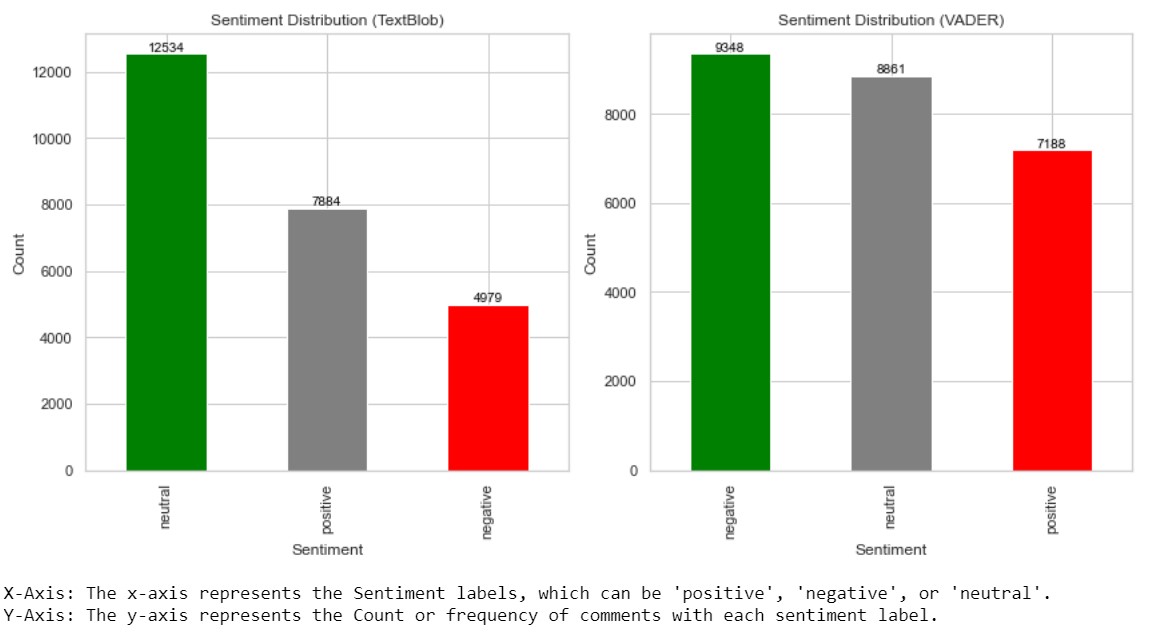 Sentiment Distribution (TextBlob)
12534
7884
4979
12000
10000
8000
6000
4000
2000
0
Count
neutral
positive
negative
Sentiment
Sentiment Distribution (VADER)
9348
8861
7188
8000
6000
4000
2000
0
Count
negative
neutral
positive
Sentiment
X-Axis: The x-axis represents the Sentiment labels, which can be 'positive', 'negative', or 'neutral'.
Y-Axis: The y-axis represents the Count or frequency of comments with each sentiment label.